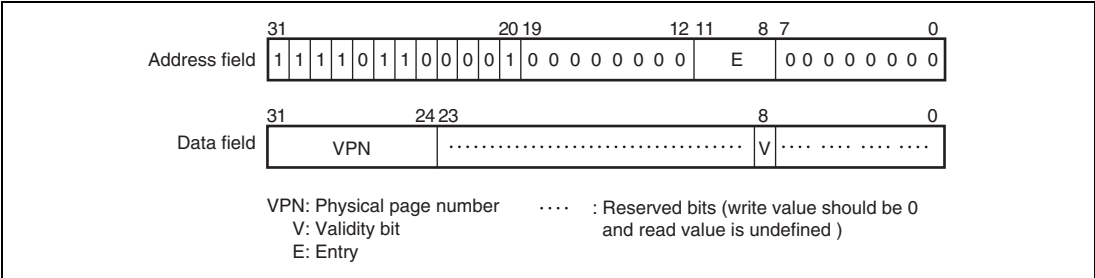 31 20 19 12 11 8 7 0
Address field 1 1 1 1 0 1 1 0 0 0 0 1 0 0 0 0 0 0 0 0 E 0 0 0 0 0 0 0 0
31 24 23 8 0
Data field VPN .................................... V .... .... .... ....
VPN: Physical page number .... : Reserved bits (write value should be 0
V: Validity bit and read value is undefined )
E: Entry